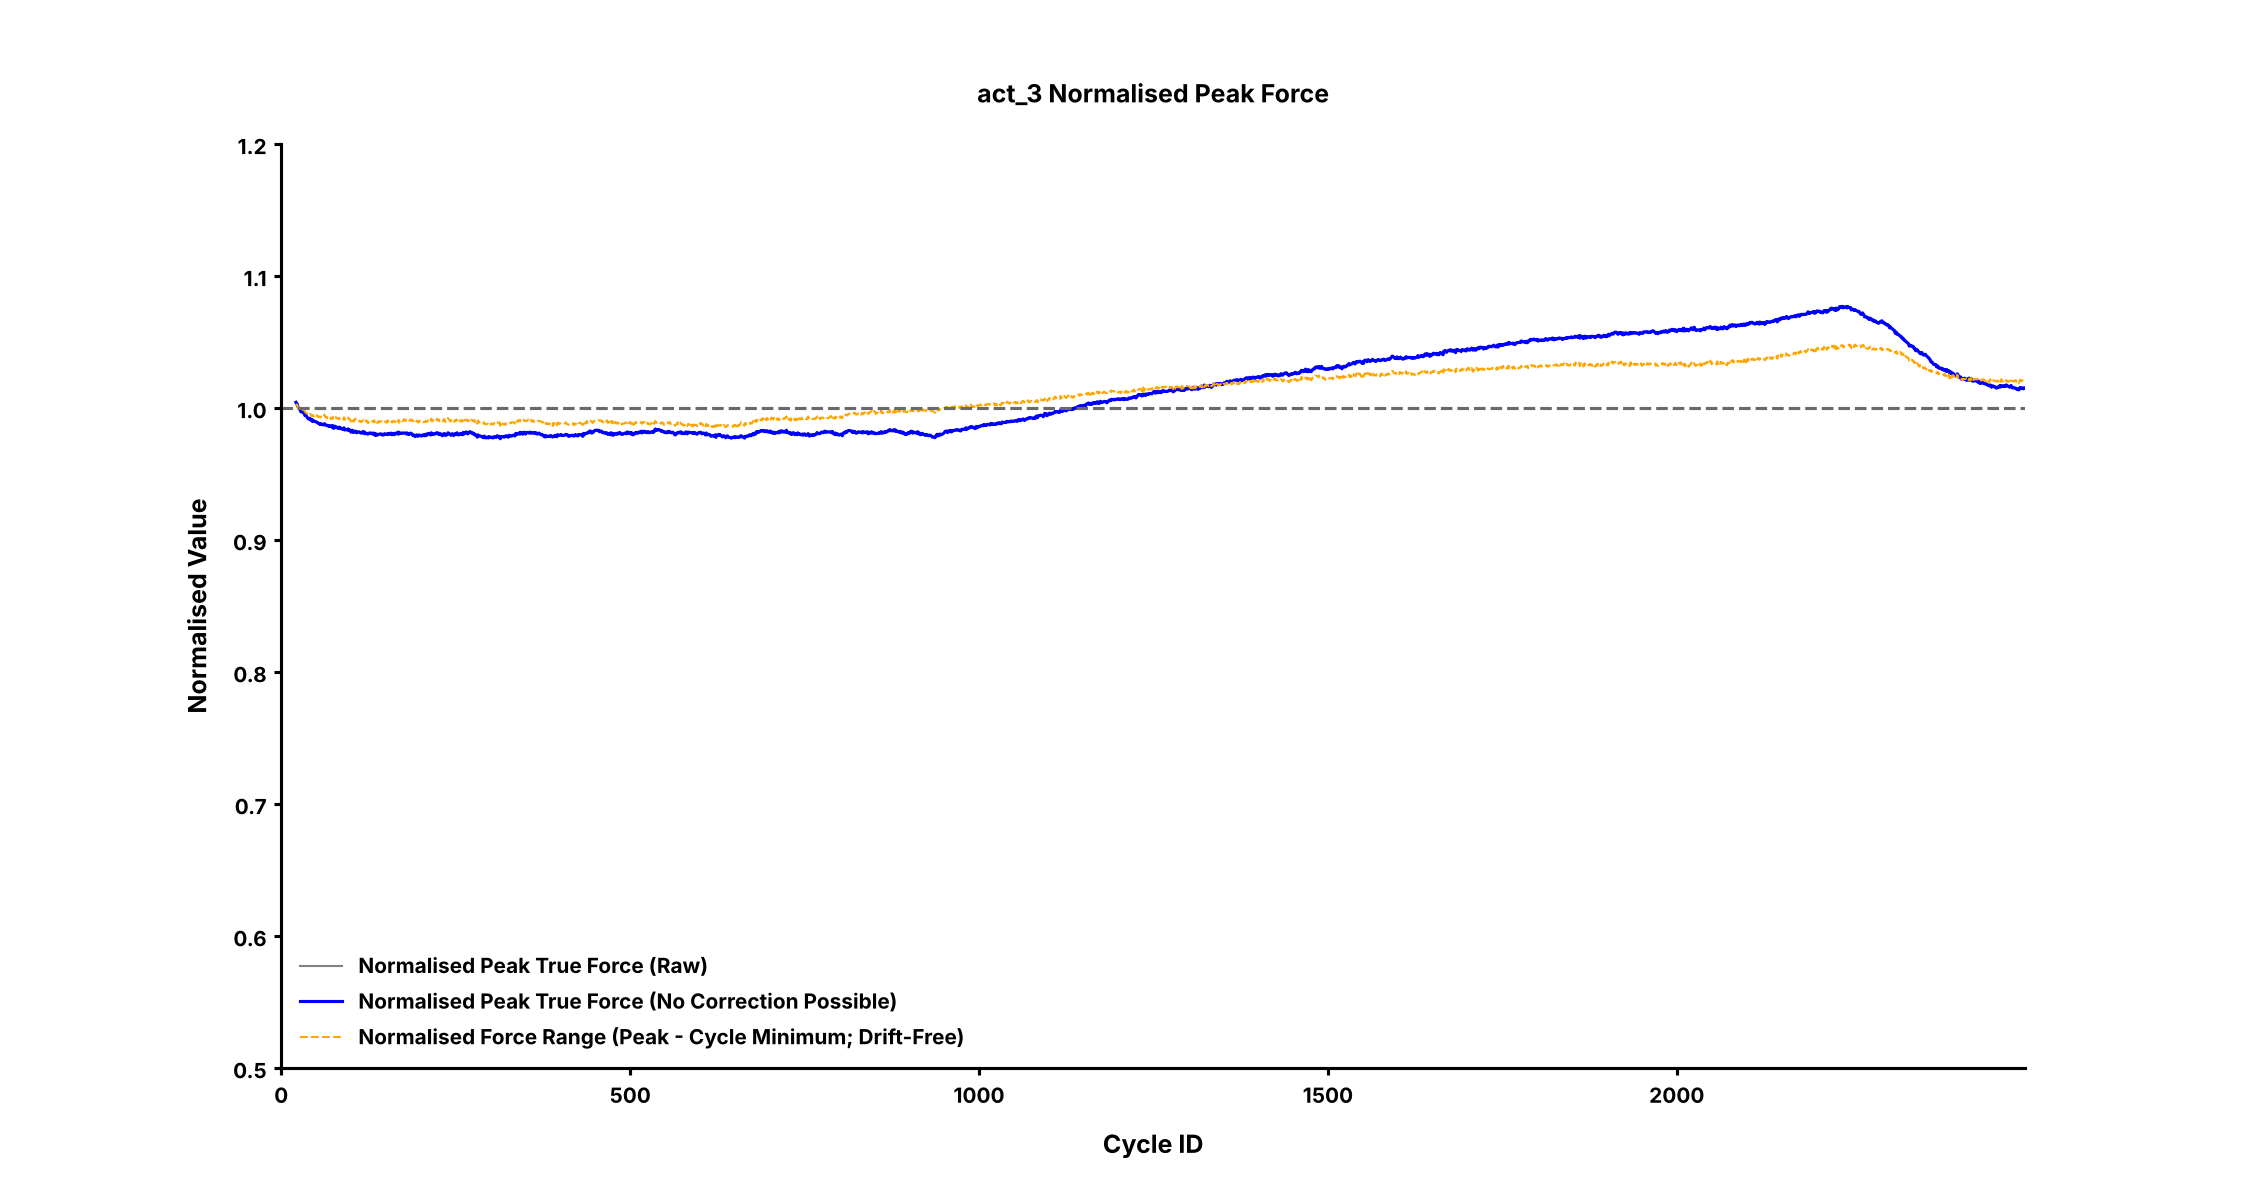 act_3 Normalised Peak Force
1.2
1.1
1.0
0.9
0.8
0.7
0.6
0.5
Normalised Value
Normalised Peak True Force (Raw)
Normalised Peak True Force (No Correction Possible)
Normalised Force Range (Peak - Cycle Minimum; Drift-Free)
0 500 1000 1500 2000
Cycle ID